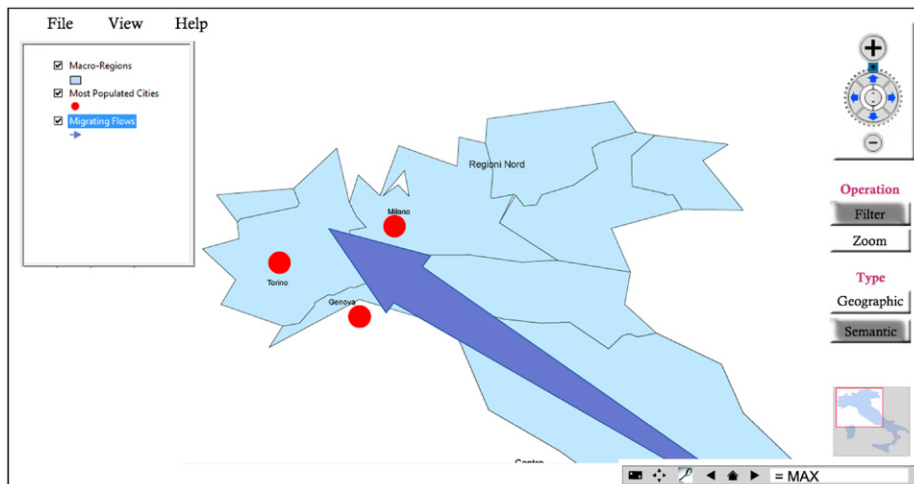 File View Help
Macro-Regions
Most Populated Cities
Migrating Flows
Regioni Nord
Milano
Torino
Genova
Centro
Operation
Filter
Zoom
Type
Geographic
Semantic
= MAX